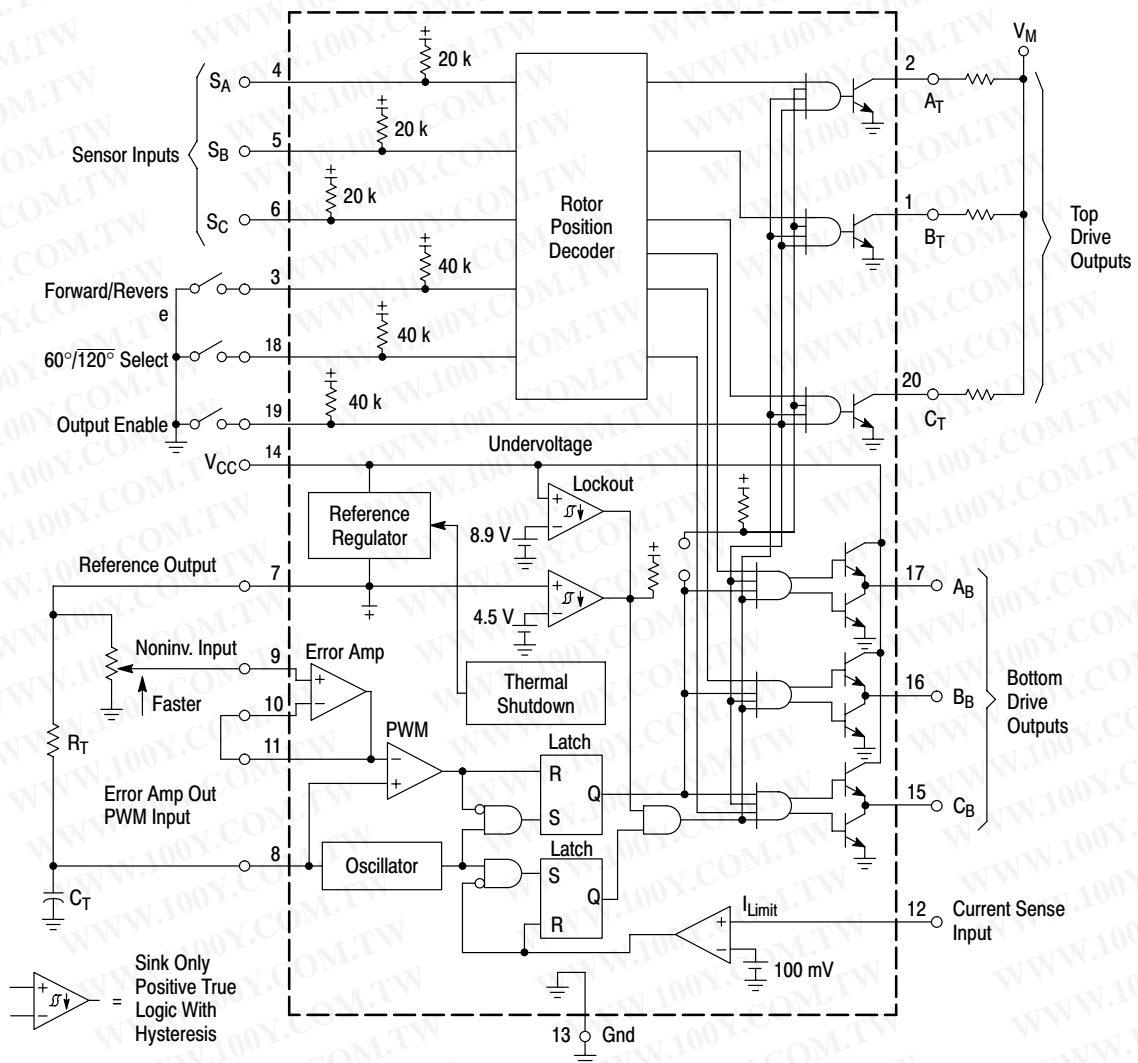 V_M
20 k
2
4
S_A
A_T
20 k
5
S_B
Sensor Inputs
20 k
6
S_C
Rotor
Position
Decoder
1
B_T
Top
Drive
Outputs
40 k
3
Forward/Revers
e
40 k
18
60°/120° Select
20
C_T
40 k
19
Output Enable
V_CC
14
Undervoltage
Lockout
Reference
Regulator
8.9 V
Reference Output
7
4.5 V
17
A_B
Noninv. Input
9
Error Amp
Faster
10
Thermal
Shutdown
16
B_B
Bottom
Drive
Outputs
R_T
11
PWM
Latch
R
Q
S
15
C_B
Error Amp Out
PWM Input
8
Oscillator
Latch
S
Q
R
C_T
I_Limit
12
Current Sense
Input
100 mV
=
Sink Only
Positive True
Logic With
Hysteresis
13
Gnd
WWW.100Y.COM.TW